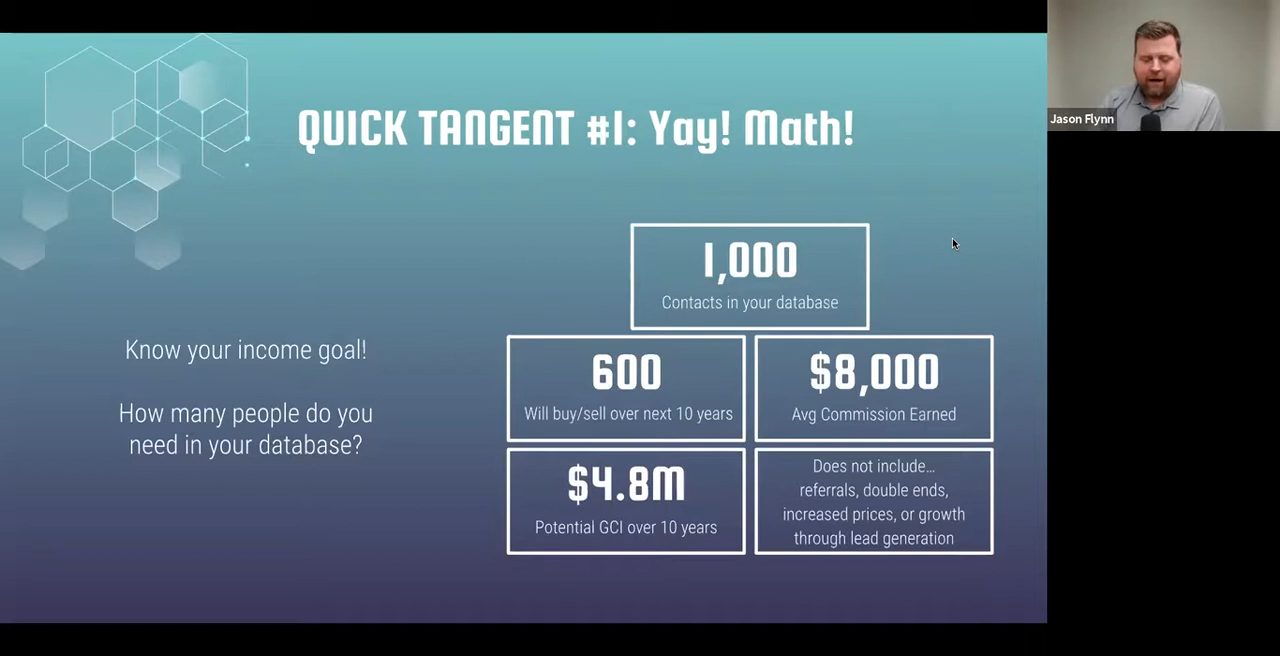 QUICK TANGENT #1: Yay! Math!
Know your income goal!
How many people do you
need in your database?
1,000
Contacts in your database
600
Will buy/sell over next 10 years
$8,000
Avg Commission Earned
$4.8M
Potential GCI over 10 years
Does not include...
referrals, double ends,
increased prices, or growth
through lead generation
Jason Flynn